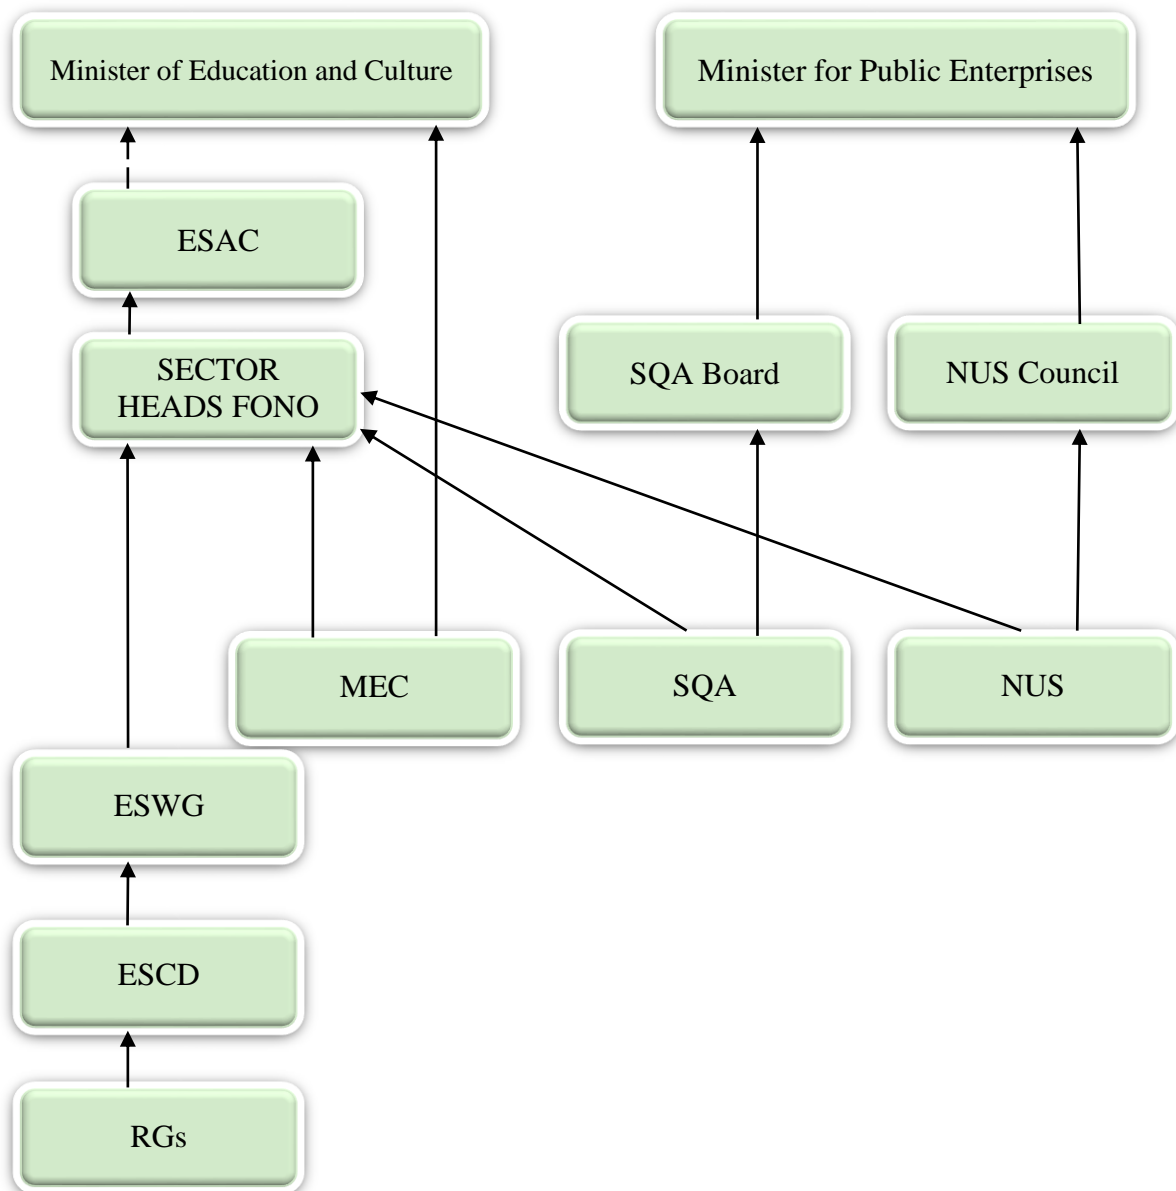 Minister of Education and Culture
Minister for Public Enterprises
ESAC
SECTOR
HEADS FONO
SQA Board
NUS Council
MEC
SQA
NUS
ESWG
ESCD
RGs